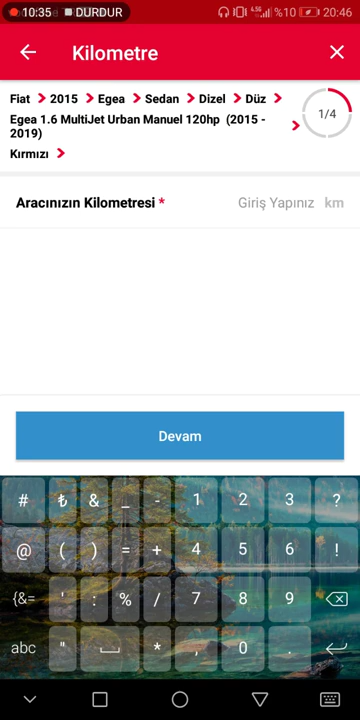 10:35 DURDUR %10 20:46
Kilometre
Fiat > 2015 > Egea > Sedan > Dizel > Düz >
Egea 1.6 MultiJet Urban Manuel 120hp (2015 -
2019) >
Kırmızı >
1/4
Aracınızın Kilometresi * Giriş Yapınız km
Devam
# ₺ & _ - 1 2 3 ?
@ ( ) = + 4 5 6 !
{&= ' : % / 7 8 9
abc " * , 0 .